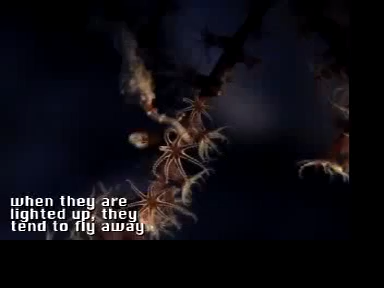 when they are
lighted up, they
tend to fly away